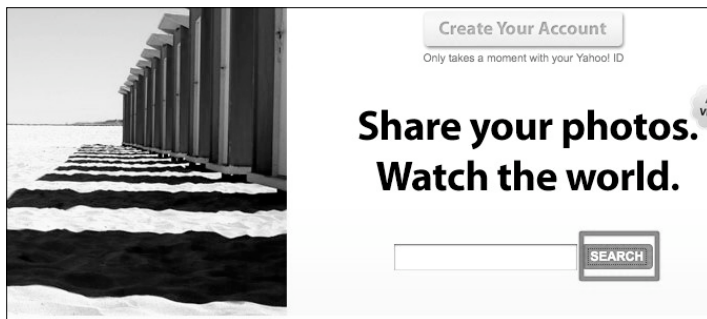 Create Your Account
Only takes a moment with your Yahoo! ID
Share your photos.
Watch the world.
SEARCH